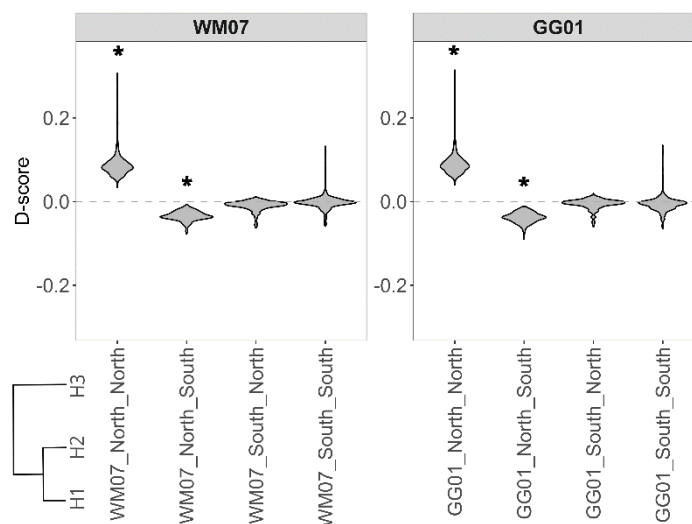 WM07
GG01
*
*
*
*
D-score
0.2
0.0
-0.2
0.2
0.0
-0.2
H3
H2
H1
WM07_North_North
WM07_North_South
WM07_South_North
WM07_South_South
GG01_North_North
GG01_North_South
GG01_South_North
GG01_South_South